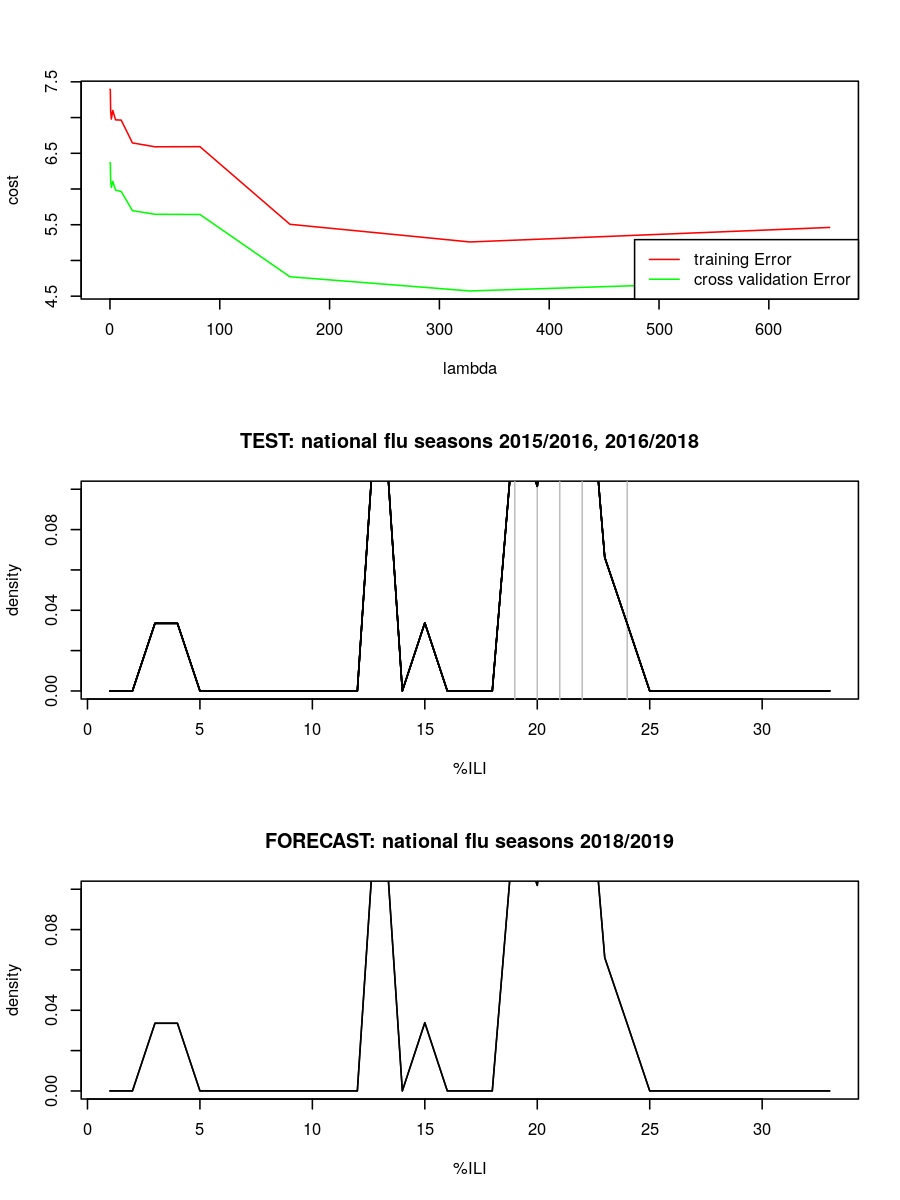 7.5
6.5
5.5
4.5
cost
training Error
cross validation Error
0 100 200 300 400 500 600
lambda
TEST: national flu seasons 2015/2016, 2016/2018
0.08
0.04
0.00
density
0 5 10 15 20 25 30
%ILI
FORECAST: national flu seasons 2018/2019
0.08
0.04
0.00
density
0 5 10 15 20 25 30
%ILI